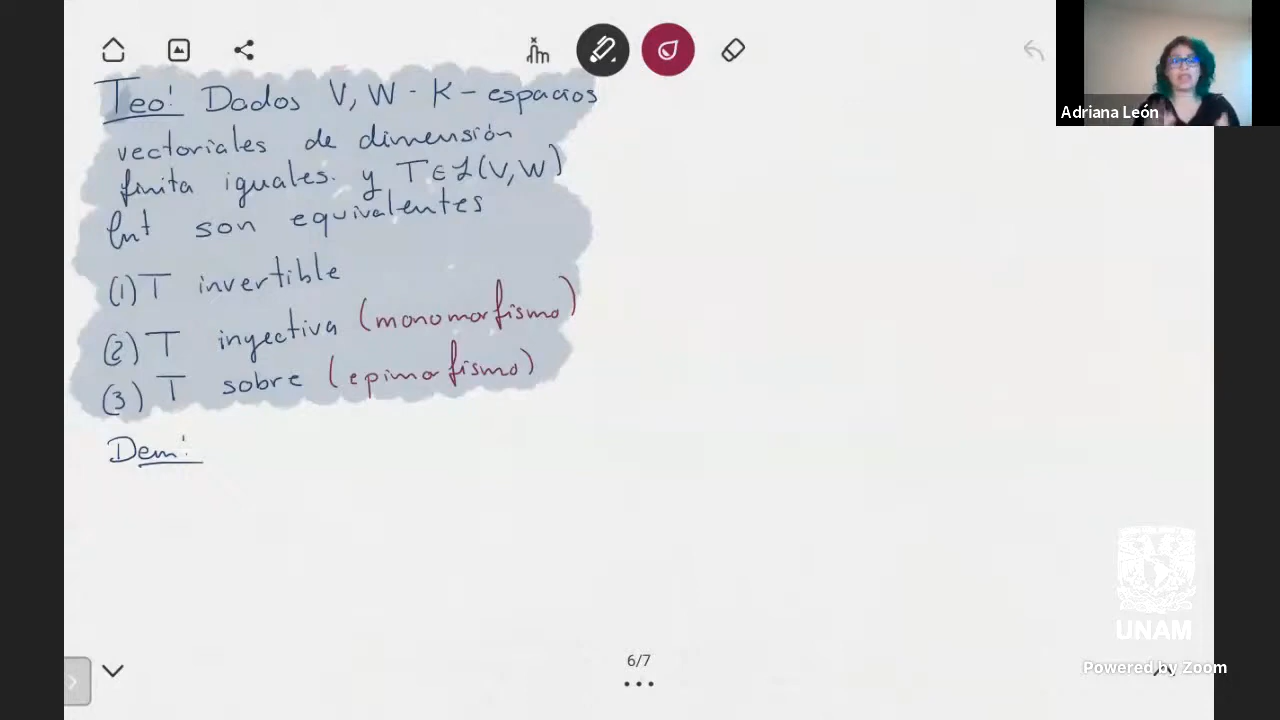 Teo: Dados V, W - K - espacios
vectoriales de dimensión
finita iguales. y T ∈ ℒ(V, W)
ent son equivalentes
(1) T invertible
(2) T inyectiva (monomorfismo)
(3) T sobre (epimorfismo)
Dem:
Adriana León
UNAM
Powered by Zoom
6/7